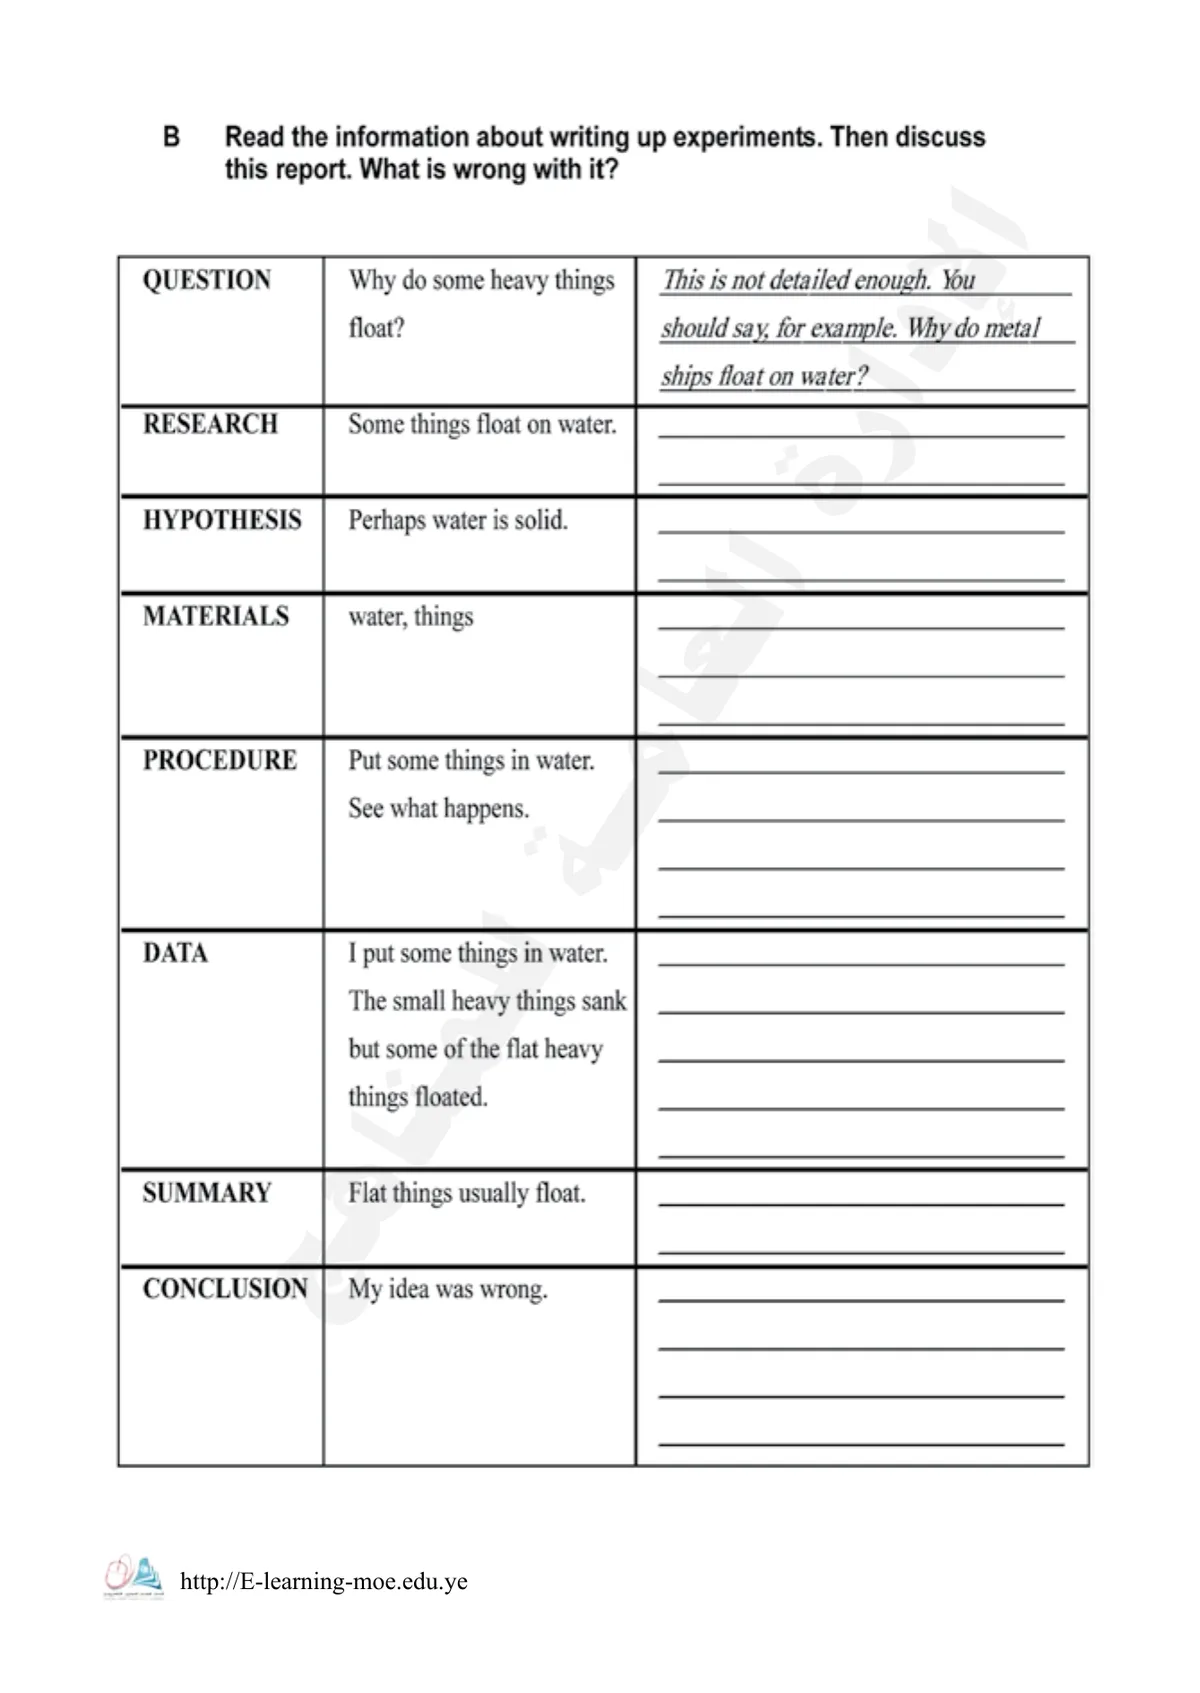 B Read the information about writing up experiments. Then discuss
this report. What is wrong with it?
QUESTION
Why do some heavy things
float?
This is not detailed enough. You
should say, for example. Why do metal
ships float on water?
RESEARCH
Some things float on water.
HYPOTHESIS
Perhaps water is solid.
MATERIALS
water, things
PROCEDURE
Put some things in water.
See what happens.
DATA
I put some things in water.
The small heavy things sank
but some of the flat heavy
things floated.
SUMMARY
Flat things usually float.
CONCLUSION
My idea was wrong.
الإدارة العامة للمناهج
http://E-learning-moe.edu.ye